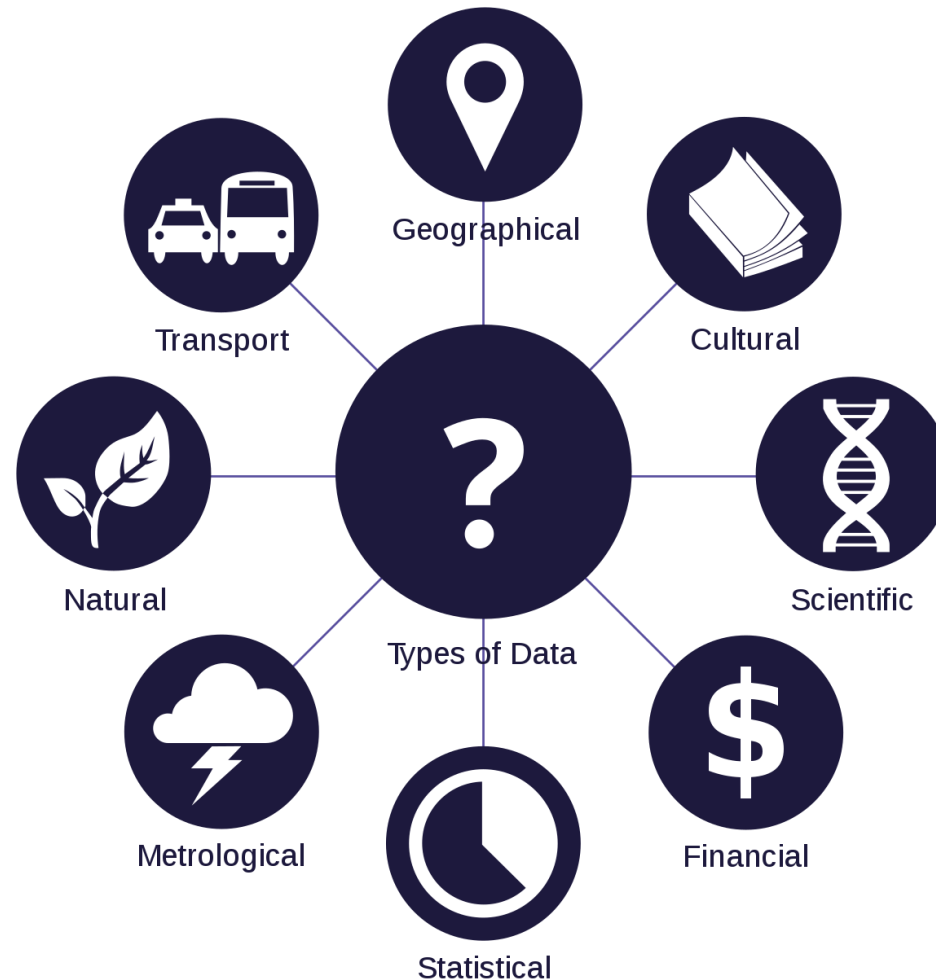 Geographical
Transport
Cultural
?
Natural
Scientific
Types of Data
$
Metrological
Financial
Statistical